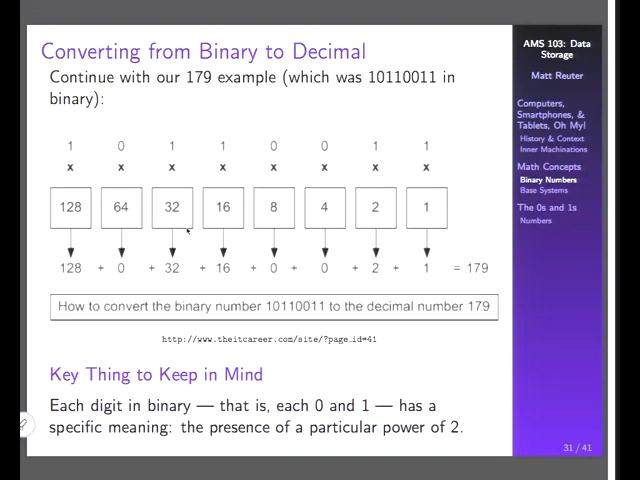 Converting from Binary to Decimal
Continue with our 179 example (which was 10110011 in
binary):
1 0 1 1 0 0 1 1
x x x x x x x x
128 64 32 16 8 4 2 1
128 + 0 + 32 + 16 + 0 + 0 + 2 + 1 = 179
How to convert the binary number 10110011 to the decimal number 179
http://www.theitcareer.com/site/?page_id=41
Key Thing to Keep in Mind
Each digit in binary — that is, each 0 and 1 — has a
specific meaning: the presence of a particular power of 2.
AMS 103: Data
Storage
Matt Reuter
Computers,
Smartphones, &
Tablets, Oh My!
History & Context
Inner Machinations
Math Concepts
Binary Numbers
Base Systems
The 0s and 1s
Numbers
31 / 41